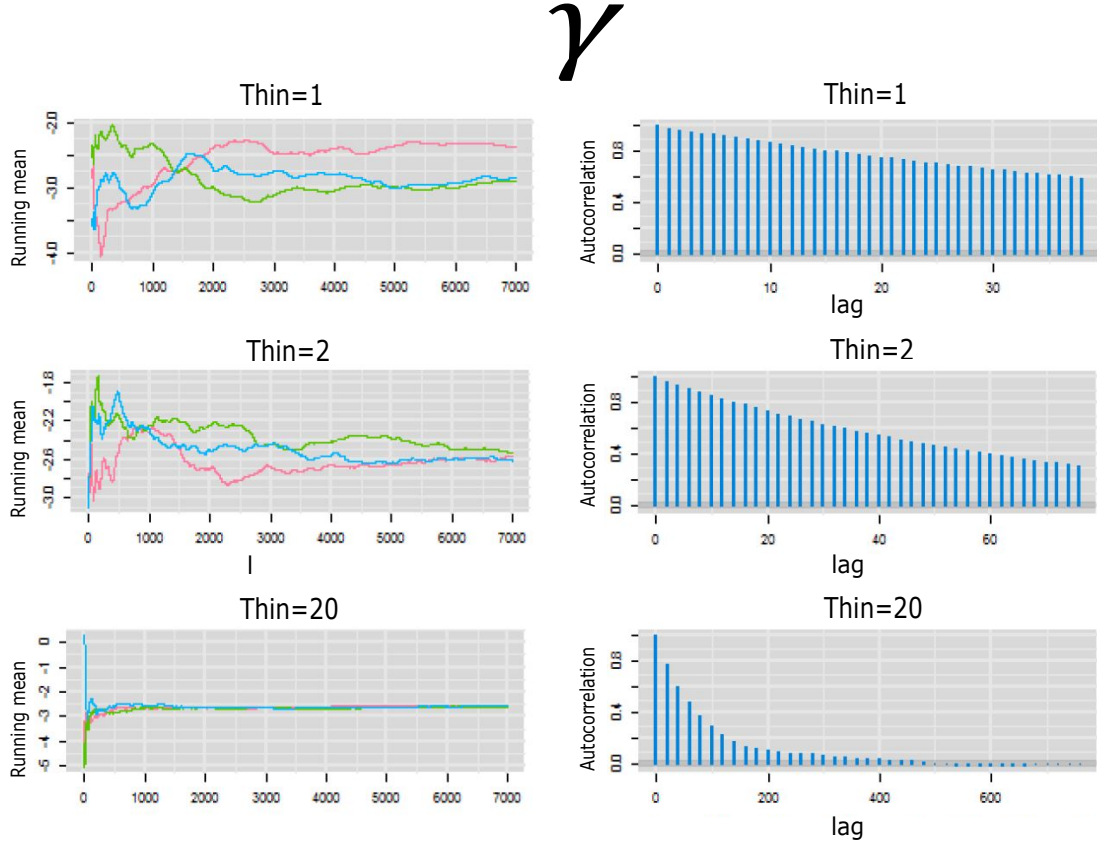 γ
Thin=1
Running mean
-2.0
-3.0
-4.0
0 1000 2000 3000 4000 5000 6000 7000
Thin=1
Autocorrelation
0.8
0.4
0.0
0 10 20 30
lag
Thin=2
Running mean
-1.8
-2.2
-2.6
-3.0
0 1000 2000 3000 4000 5000 6000 7000
l
Thin=2
Autocorrelation
0.8
0.4
0.0
0 20 40 60
lag
Thin=20
Running mean
0
-1
-2
-3
-4
-5
0 1000 2000 3000 4000 5000 6000 7000
Thin=20
Autocorrelation
0.8
0.4
0.0
0 200 400 600
lag